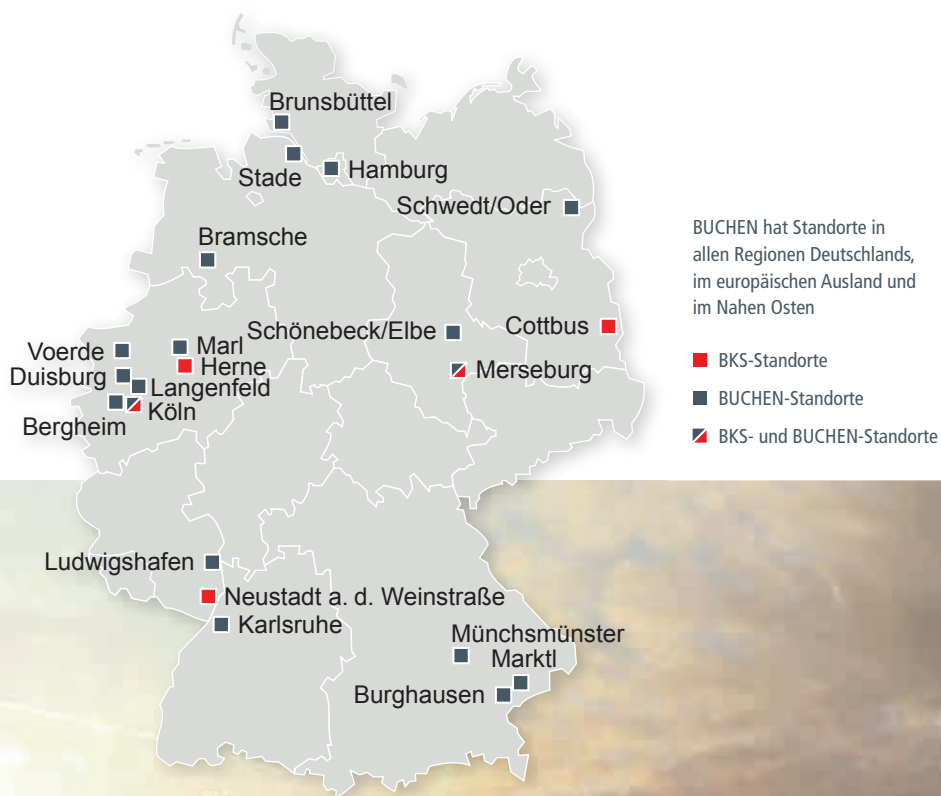 Brunsbüttel
Stade
Hamburg
Schwedt/Oder
Bramsche
Schönebeck/Elbe
Cottbus
Voerde
Marl
Herne
Duisburg
Langenfeld
Merseburg
Bergheim
Köln
Ludwigshafen
Neustadt a. d. Weinstraße
Karlsruhe
Münchsmünster
Marktl
Burghausen
BUCHEN hat Standorte in
allen Regionen Deutschlands,
im europäischen Ausland und
im Nahen Osten
BKS-Standorte
BUCHEN-Standorte
BKS- und BUCHEN-Standorte